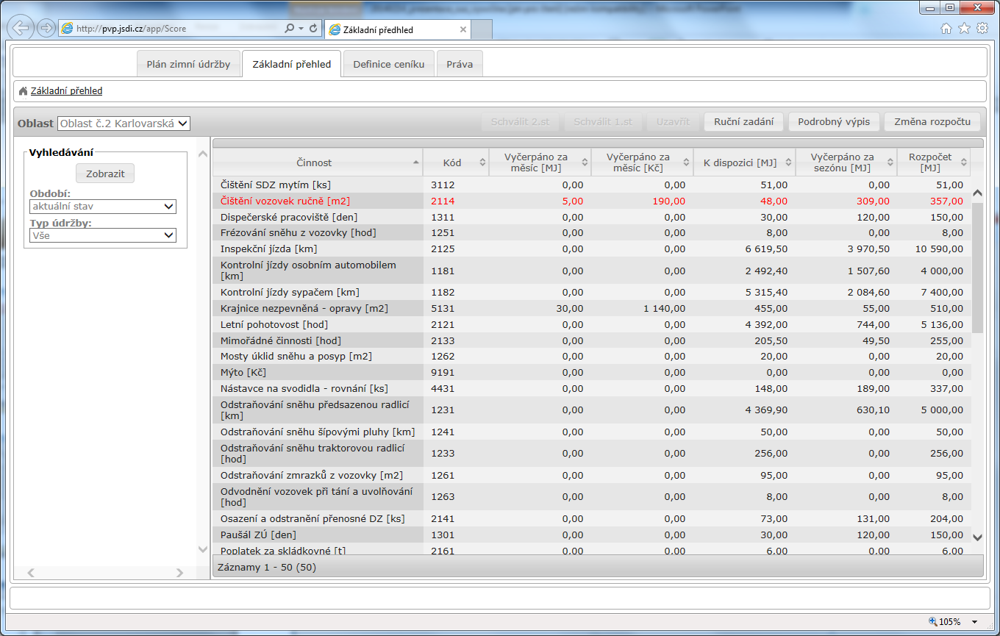 http://pvp.jsdi.cz/app/Score
Základní předhled
Plán zimní údržby
Základní přehled
Definice ceníku
Práva
Základní přehled
Oblast Oblast č.2 Karlovarská
Schválit 2.st
Schválit 1.st
Uzavřít
Ruční zadání
Podrobný výpis
Změna rozpočtu
Vyhledávání
Zobrazit
Období:
aktuální stav
Typ údržby:
Vše
Činnost
Kód
Vyčerpáno za
měsíc [MJ]
Vyčerpáno za
měsíc [Kč]
K dispozici [MJ]
Vyčerpáno za
sezónu [MJ]
Rozpočet
[MJ]
Čištění SDZ mytím [ks] 3112 0,00 0,00 51,00 0,00 51,00
Čištění vozovek ručně [m2] 2114 5,00 190,00 48,00 309,00 357,00
Dispečerské pracoviště [den] 1311 0,00 0,00 30,00 120,00 150,00
Frézování sněhu z vozovky [hod] 1251 0,00 0,00 8,00 0,00 8,00
Inspekční jízda [km] 2125 0,00 0,00 6 619,50 3 970,50 10 590,00
Kontrolní jízdy osobním automobilem
[km] 1181 0,00 0,00 2 492,40 1 507,60 4 000,00
Kontrolní jízdy sypačem [km] 1182 0,00 0,00 5 315,40 2 084,60 7 400,00
Krajnice nezpevněná - opravy [m2] 5131 30,00 1 140,00 455,00 55,00 510,00
Letní pohotovost [hod] 2121 0,00 0,00 4 392,00 744,00 5 136,00
Mimořádné činnosti [hod] 2133 0,00 0,00 205,50 49,50 255,00
Mosty úklid sněhu a posyp [m2] 1262 0,00 0,00 20,00 0,00 20,00
Mýto [Kč] 9191 0,00 0,00 0,00 0,00 0,00
Nástavce na svodidla - rovnání [ks] 4431 0,00 0,00 148,00 189,00 337,00
Odstraňování sněhu předsazenou radlicí
[km] 1231 0,00 0,00 4 369,90 630,10 5 000,00
Odstraňování sněhu šípovými pluhy [km] 1241 0,00 0,00 50,00 0,00 50,00
Odstraňování sněhu traktorovou radlicí
[hod] 1233 0,00 0,00 256,00 0,00 256,00
Odstraňování zmrazků z vozovky [m2] 1261 0,00 0,00 95,00 0,00 95,00
Odvodnění vozovek při tání a uvolňování
[hod] 1263 0,00 0,00 8,00 0,00 8,00
Osazení a odstranění přenosné DZ [ks] 2141 0,00 0,00 73,00 131,00 204,00
Paušál ZÚ [den] 1301 0,00 0,00 30,00 120,00 150,00
Poplatek za skládkovné [t] 2161 0,00 0,00 6,00 0,00 6,00
Záznamy 1 - 50 (50)
105%